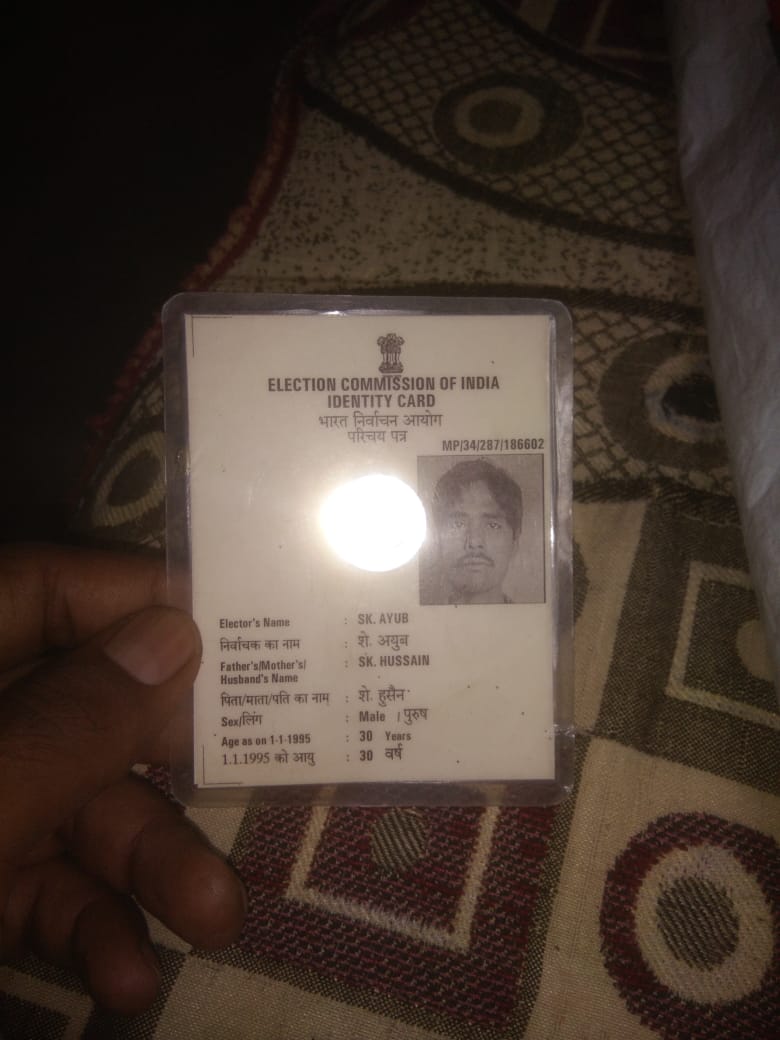 ELECTION COMMISSION OF INDIA
IDENTITY CARD
भारत निर्वाचन आयोग
परिचय पत्र
MP/34/287/186602
Elector's Name : SK. AYUB
निर्वाचक का नाम : शे. अयुब
Father's/Mother's/ : SK. HUSSAIN
Husband's Name
पिता/माता/पति का नाम : शे. हुसैन
Sex/लिंग : Male / पुरुष
Age as on 1-1-1995 : 30 Years
1.1.1995 को आयु : 30 वर्ष